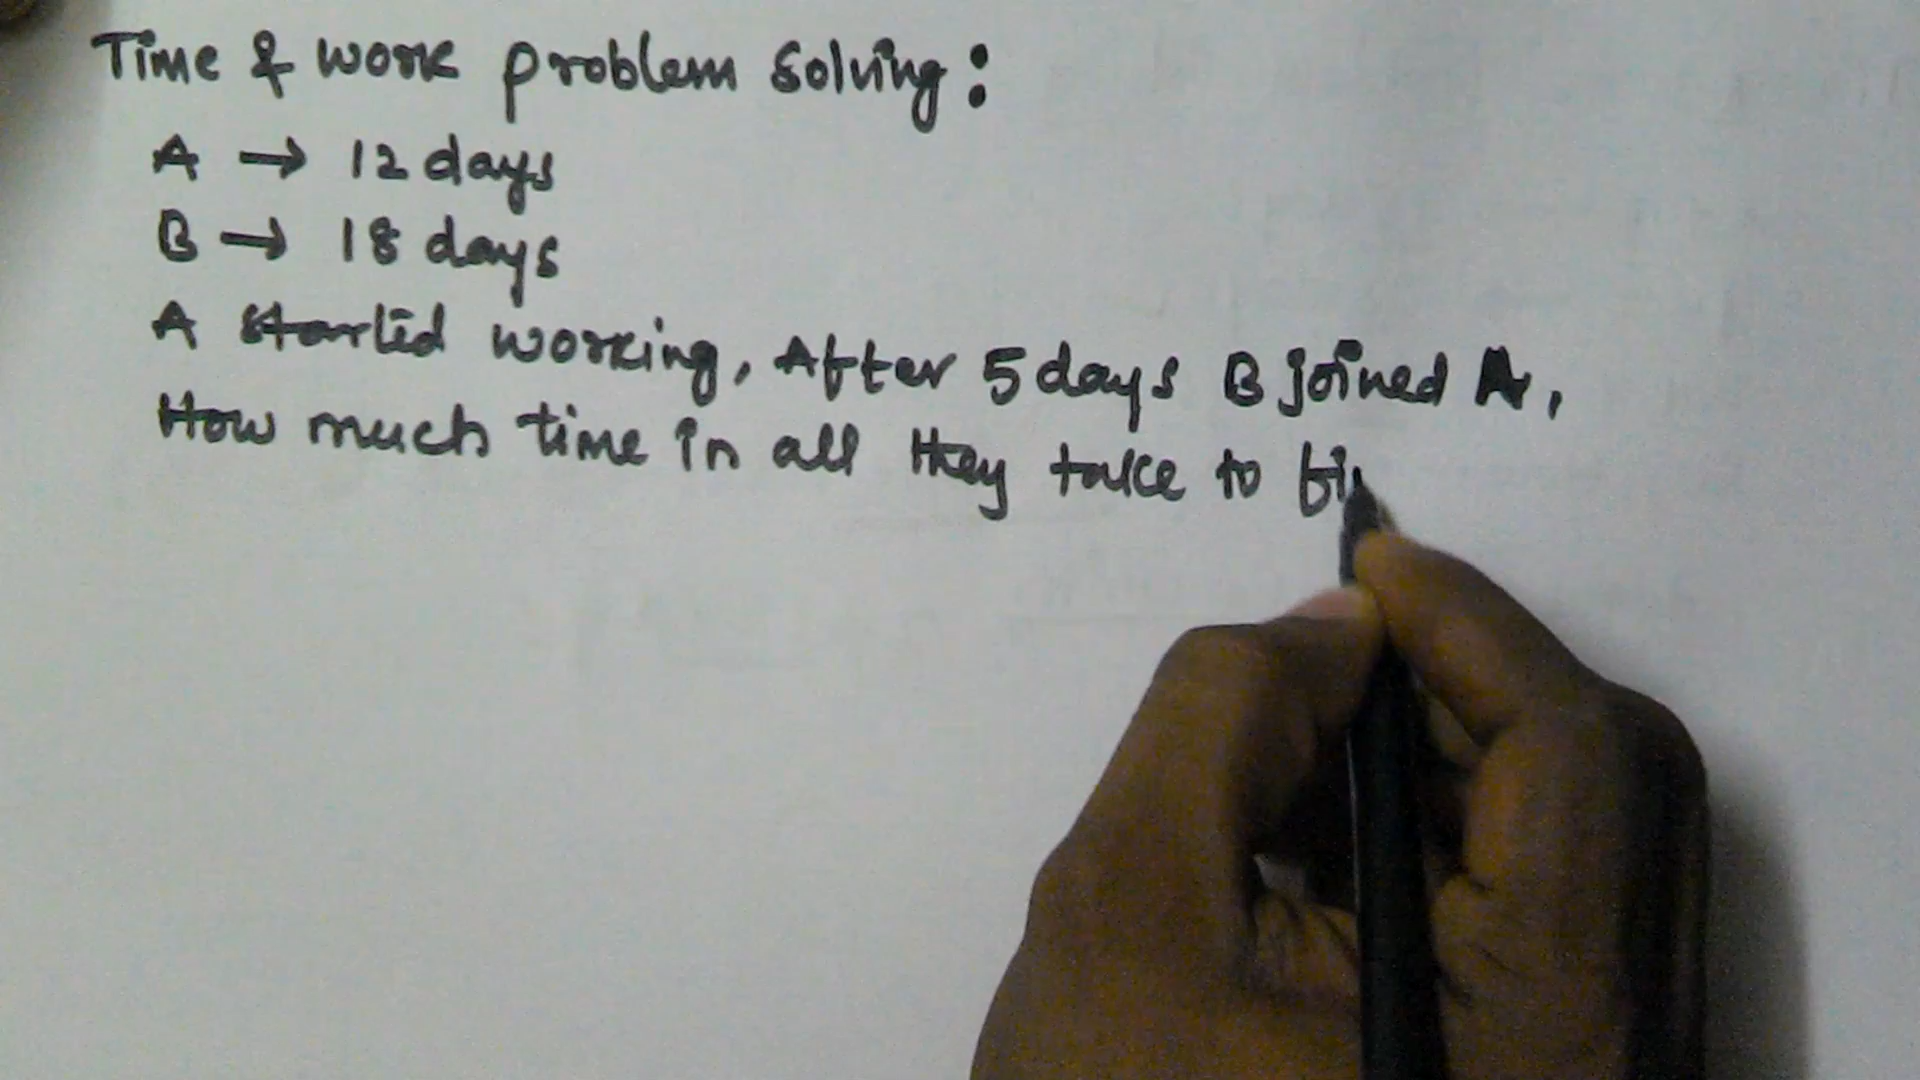 Time & work problem solving:
A → 12 days
B → 18 days
A started working, After 5 days B joined A,
How much time in all they take to fi